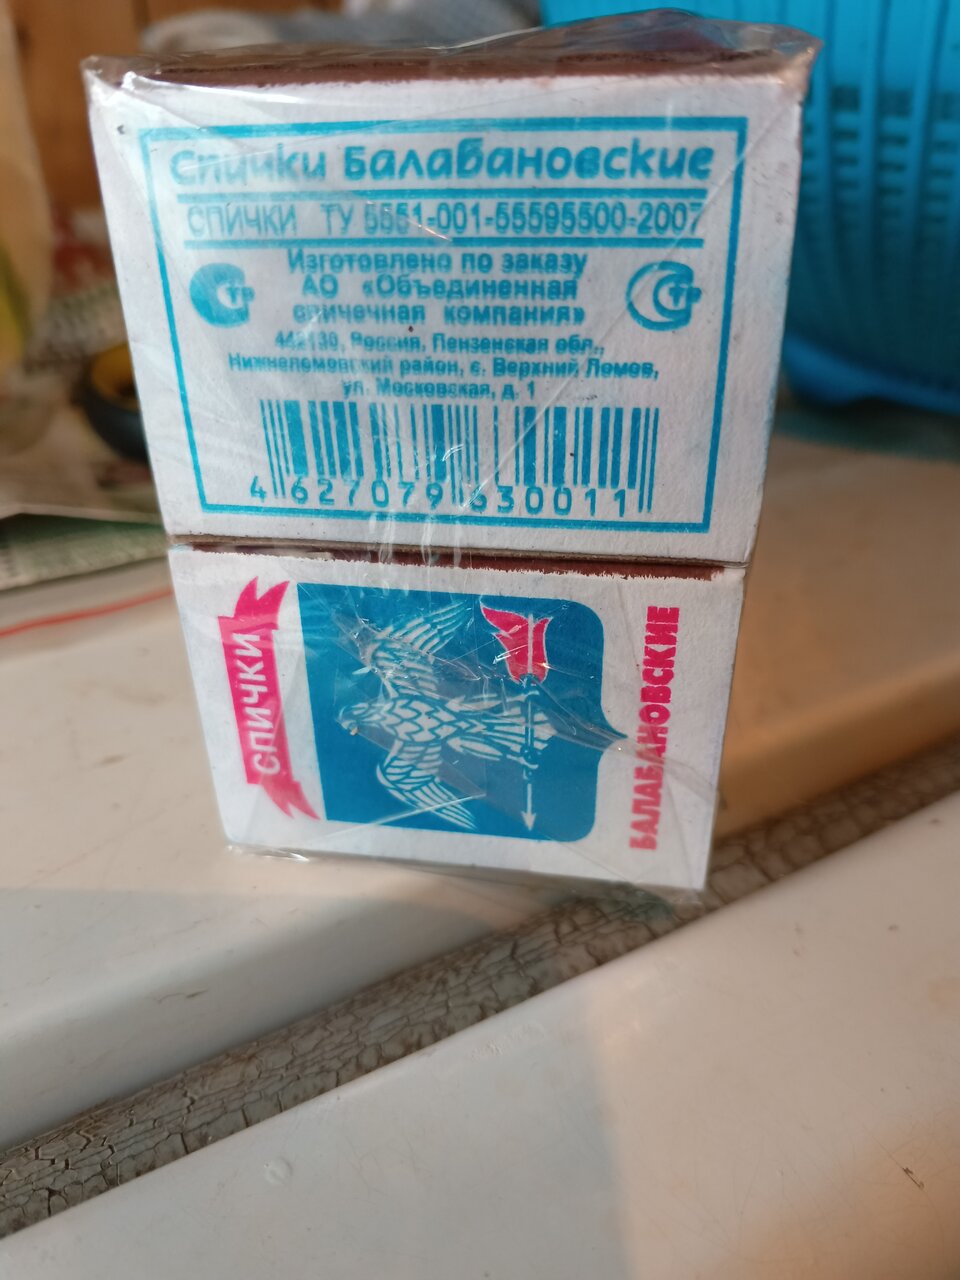 Спички Балабановские
СПИЧКИ ТУ 5551-001-55595500-2007
Изготовлено по заказу
АО «Объединенная
спичечная компания»
442130, Россия, Пензенская обл.,
Нижнеломовский район, с. Верхний Ломов,
ул. Московская, д. 1
4 627079 630011
СПИЧКИ
БАЛАБАНОВСКИЕ